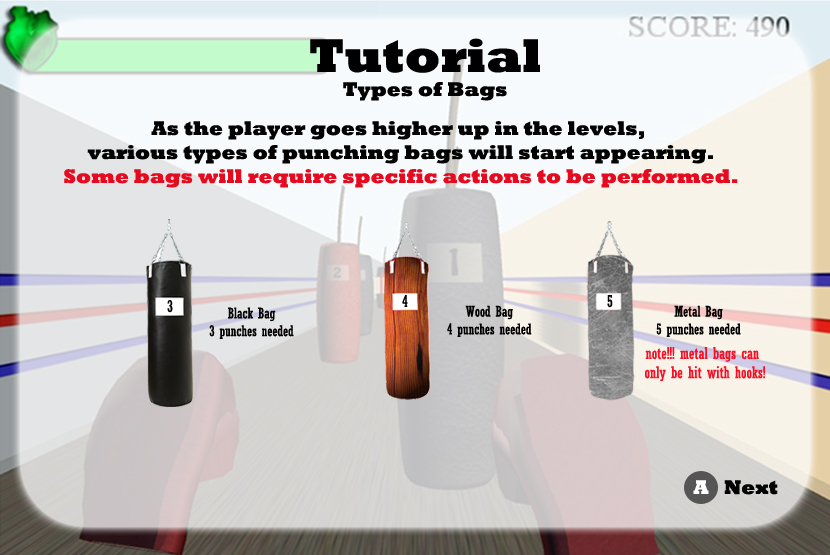 SCORE: 490
Tutorial
Types of Bags
As the player goes higher up in the levels,
various types of punching bags will start appearing.
Some bags will require specific actions to be performed.
1
2
3
Black Bag
3 punches needed
4
Wood Bag
4 punches needed
5
Metal Bag
5 punches needed
note!!! metal bags can
only be hit with hooks!
A Next